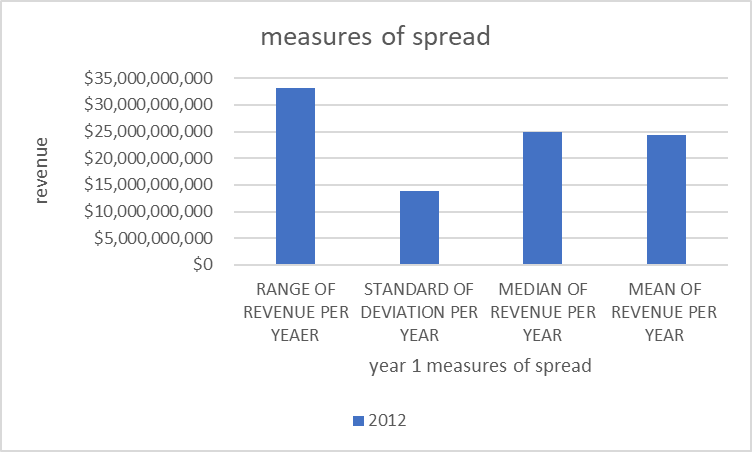 measures of spread
revenue
$35,000,000,000
$30,000,000,000
$25,000,000,000
$20,000,000,000
$15,000,000,000
$10,000,000,000
$5,000,000,000
$0
RANGE OF
REVENUE PER
YEAER
STANDARD OF
DEVIATION PER
YEAR
MEDIAN OF
REVENUE PER
YEAR
MEAN OF
REVENUE PER
YEAR
year 1 measures of spread
2012